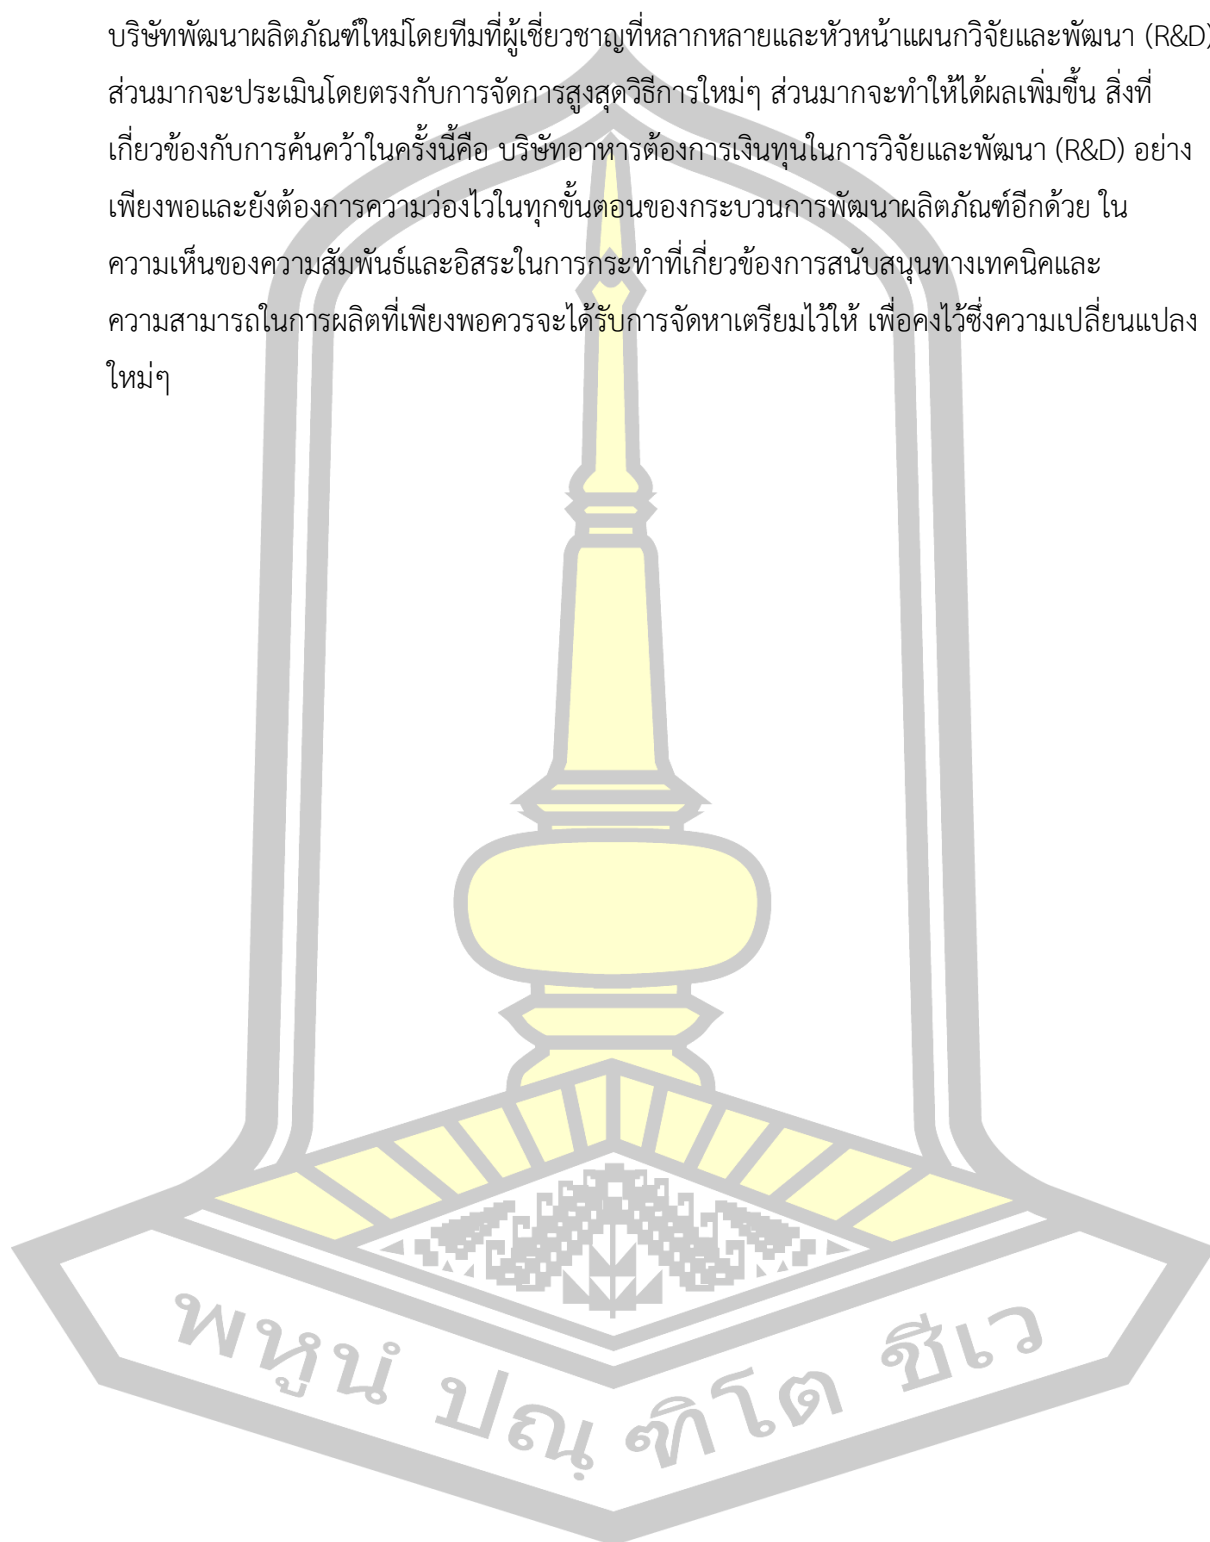 บริษัทพัฒนาผลิตภัณฑ์ใหม่โดยทีมที่ผู้เชี่ยวชาญที่หลากหลายและหัวหน้าแผนกวิจัยและพัฒนา (R&D)
ส่วนมากจะประเมินโดยตรงกับการจัดการสูงสุดวิธีการใหม่ๆ ส่วนมากจะทำให้ได้ผลเพิ่มขึ้น สิ่งที่
เกี่ยวข้องกับการค้นคว้าในครั้งนี้คือ บริษัทอาหารต้องการเงินทุนในการวิจัยและพัฒนา (R&D) อย่าง
เพียงพอและยังต้องการความว่องไวในทุกขั้นตอนของกระบวนการพัฒนาผลิตภัณฑ์อีกด้วย ใน
ความเห็นของความสัมพันธ์และอิสระในการกระทำที่เกี่ยวข้องการสนับสนุนทางเทคนิคและ
ความสามารถในการผลิตที่เพียงพอควรจะได้รับการจัดหาเตรียมไว้ให้ เพื่อคงไว้ซึ่งความเปลี่ยนแปลง
ใหม่ๆ
พหูนํ ปณฺฑิโต ชีเว